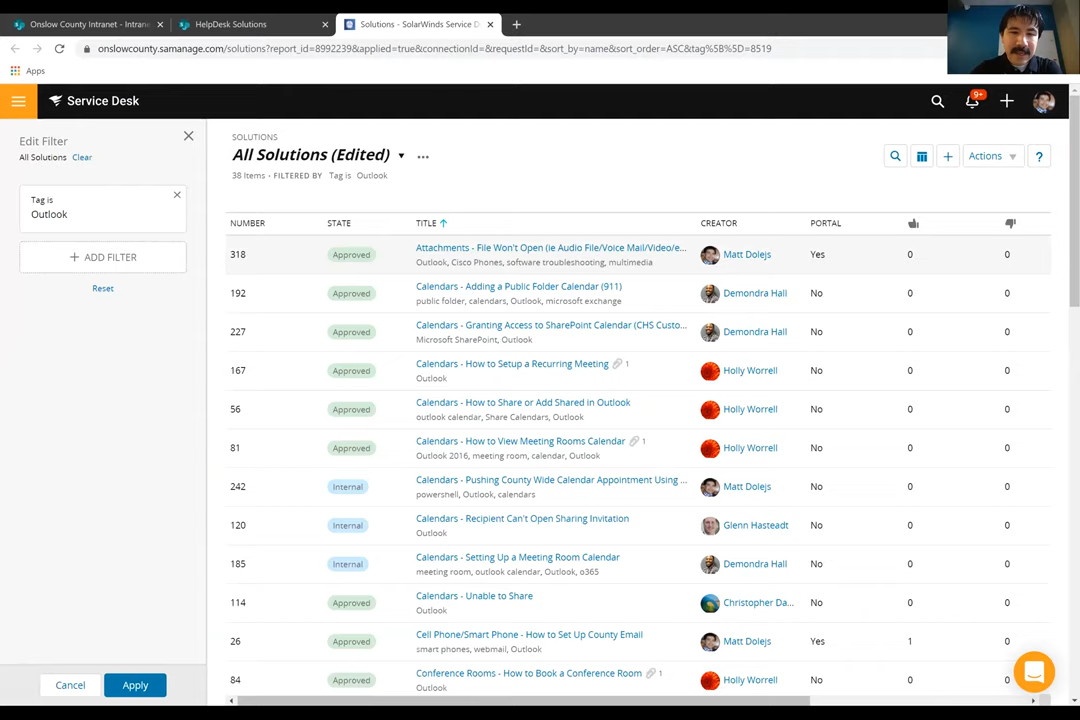 Onslow County Intranet - Intrane
HelpDesk Solutions
Solutions - SolarWinds Service D
onslowcounty.samanage.com/solutions?report_id=8992239&applied=true&connectionId=&requestId=&sort_by=name&sort_order=ASC&tag%5B%5D=8519
Apps
Service Desk
9+
Edit Filter
All Solutions Clear
Tag is
Outlook
+ ADD FILTER
Reset
Cancel
Apply
SOLUTIONS
All Solutions (Edited)
38 Items • FILTERED BY Tag is Outlook
Actions
?
NUMBER STATE TITLE CREATOR PORTAL
318 Approved Attachments - File Won't Open (ie Audio File/Voice Mail/Video/e... Matt Dolejs Yes 0 0
Outlook, Cisco Phones, software troubleshooting, multimedia
192 Approved Calendars - Adding a Public Folder Calendar (911) Demondra Hall No 0 0
public folder, calendars, Outlook, microsoft exchange
227 Approved Calendars - Granting Access to SharePoint Calendar (CHS Custo... Demondra Hall No 0 0
Microsoft SharePoint, Outlook
167 Approved Calendars - How to Setup a Recurring Meeting 1 Holly Worrell No 0 0
Outlook
56 Approved Calendars - How to Share or Add Shared in Outlook Holly Worrell No 0 0
outlook calendar, Share Calendars, Outlook
81 Approved Calendars - How to View Meeting Rooms Calendar 1 Holly Worrell No 0 0
Outlook 2016, meeting room, calendar, Outlook
242 Internal Calendars - Pushing County Wide Calendar Appointment Using ... Matt Dolejs No 0 0
powershell, Outlook, calendars
120 Internal Calendars - Recipient Can't Open Sharing Invitation Glenn Hasteadt No 0 0
Outlook
185 Internal Calendars - Setting Up a Meeting Room Calendar Demondra Hall No 0 0
meeting room, outlook calendar, Outlook, o365
114 Approved Calendars - Unable to Share Christopher Da... No 0 0
Outlook
26 Approved Cell Phone/Smart Phone - How to Set Up County Email Matt Dolejs Yes 1 0
smart phones, webmail, Outlook
84 Approved Conference Rooms - How to Book a Conference Room 1 Holly Worrell No 0 0
Outlook